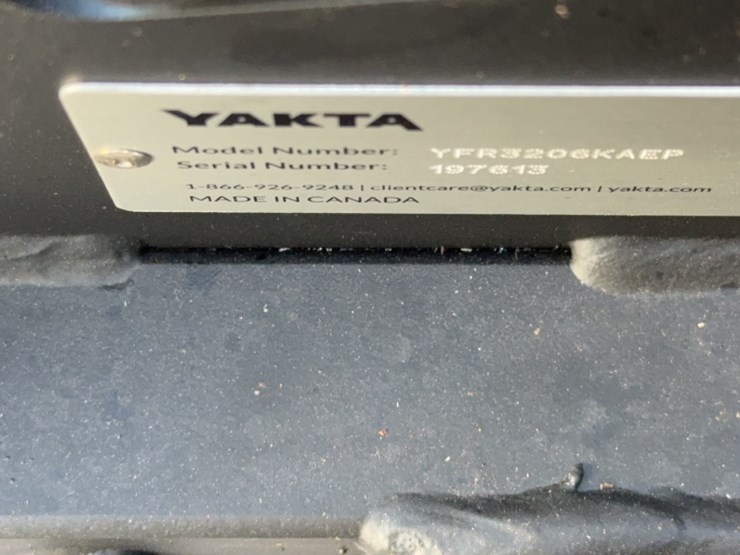 YAKTA
Model Number: YFR3206KAEP
Serial Number: 197613
1-866-926-9248 | clientcare@yakta.com | yakta.com
MADE IN CANADA